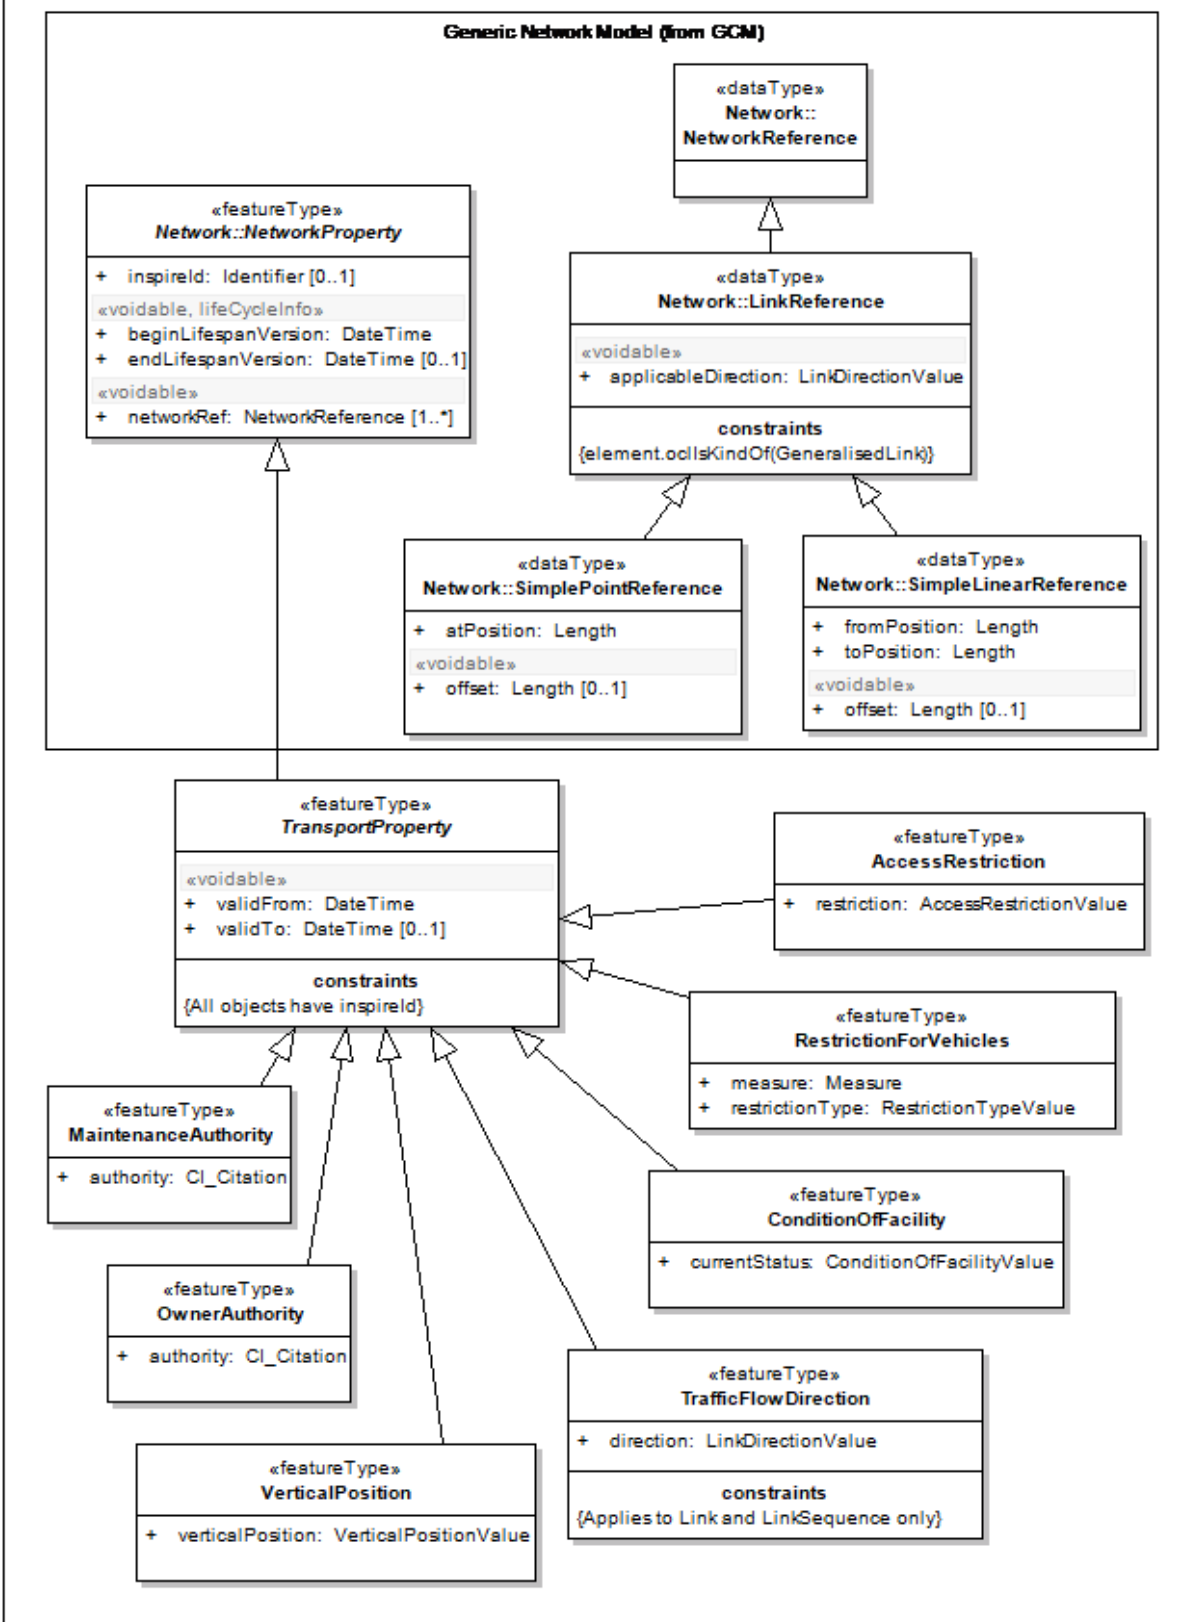 Generic Network Model (from GCM)
«dataType»
Network::
NetworkReference
«featureType»
Network::NetworkProperty
+ inspireId: Identifier [0..1]
«voidable, lifeCycleInfo»
+ beginLifespanVersion: DateTime
+ endLifespanVersion: DateTime [0..1]
«voidable»
+ networkRef: NetworkReference [1..*]
«dataType»
Network::LinkReference
«voidable»
+ applicableDirection: LinkDirectionValue
constraints
{element.oclIsKindOf(GeneralisedLink)}
«dataType»
Network::SimplePointReference
+ atPosition: Length
«voidable»
+ offset: Length [0..1]
«dataType»
Network::SimpleLinearReference
+ fromPosition: Length
+ toPosition: Length
«voidable»
+ offset: Length [0..1]
«featureType»
TransportProperty
«voidable»
+ validFrom: DateTime
+ validTo: DateTime [0..1]
constraints
{All objects have inspireId}
«featureType»
AccessRestriction
+ restriction: AccessRestrictionValue
«featureType»
RestrictionForVehicles
+ measure: Measure
+ restrictionType: RestrictionTypeValue
«featureType»
MaintenanceAuthority
+ authority: CI_Citation
«featureType»
ConditionOfFacility
+ currentStatus: ConditionOfFacilityValue
«featureType»
OwnerAuthority
+ authority: CI_Citation
«featureType»
TrafficFlowDirection
+ direction: LinkDirectionValue
constraints
{Applies to Link and LinkSequence only}
«featureType»
VerticalPosition
+ verticalPosition: VerticalPositionValue